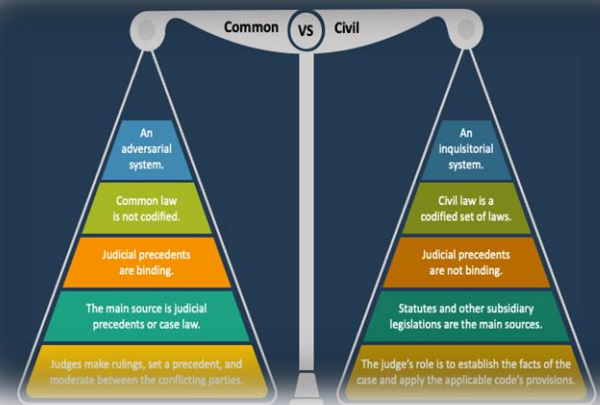 Common VS Civil
An
adversarial
system.
Common law
is not codified.
Judicial precedents
are binding.
The main source is judicial
precedents or case law.
Judges make rulings, set a precedent, and
moderate between the conflicting parties.
An
inquisitorial
system.
Civil law is a
codified set of laws.
Judicial precedents
are not binding.
Statutes and other subsidiary
legislations are the main sources.
The judge's role is to establish the facts of the
case and apply the applicable code's provisions.